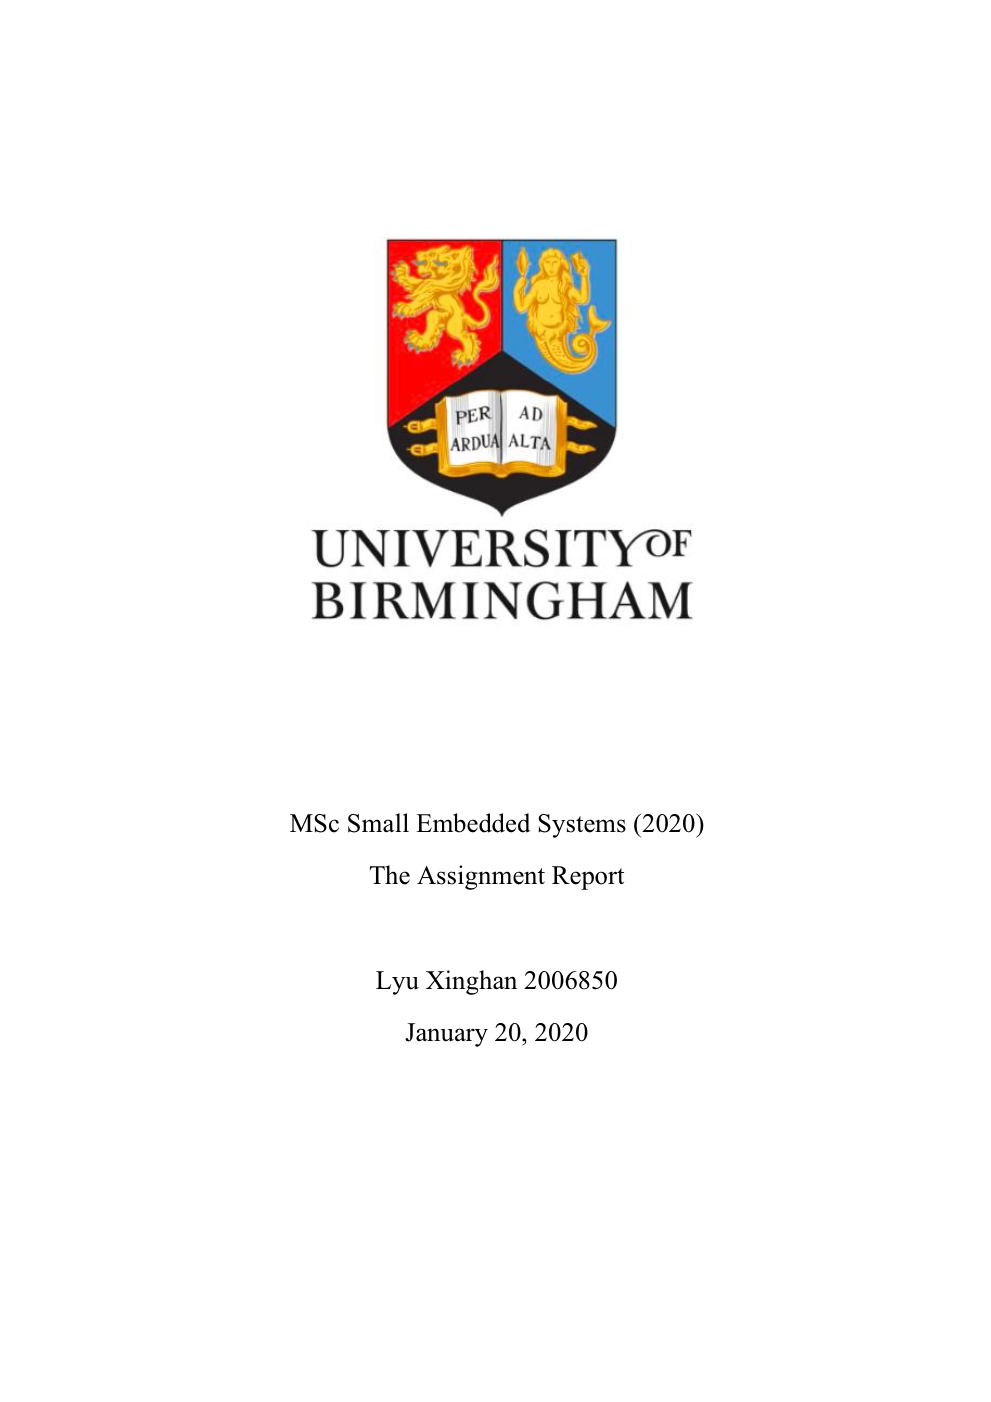 PER AD
ARDUA ALTA
UNIVERSITY OF
BIRMINGHAM
MSc Small Embedded Systems (2020)
The Assignment Report
Lyu Xinghan 2006850
January 20, 2020